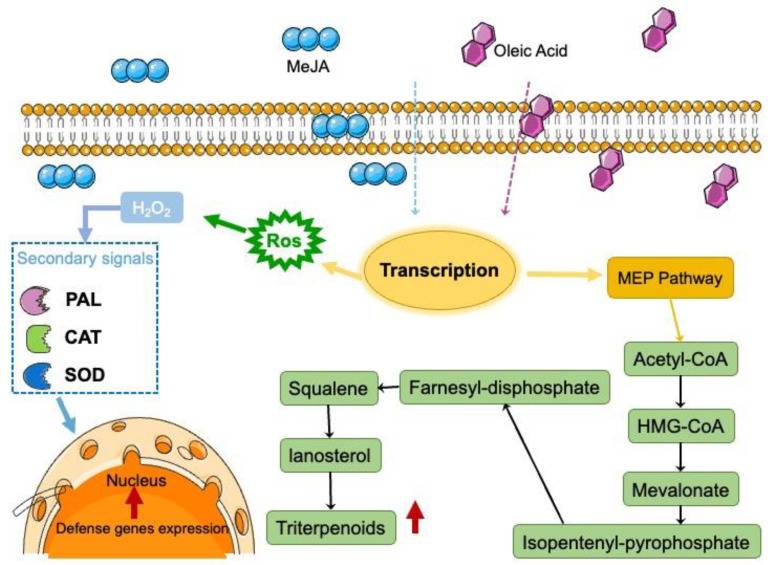 MeJA
Oleic Acid
H₂O₂
Ros
Transcription
MEP Pathway
Secondary signals
PAL
CAT
SOD
Acetyl-CoA
Squalene
Farnesyl-disphosphate
HMG-CoA
lanosterol
Mevalonate
Nucleus
Defense genes expression
Triterpenoids
Isopentenyl-pyrophosphate